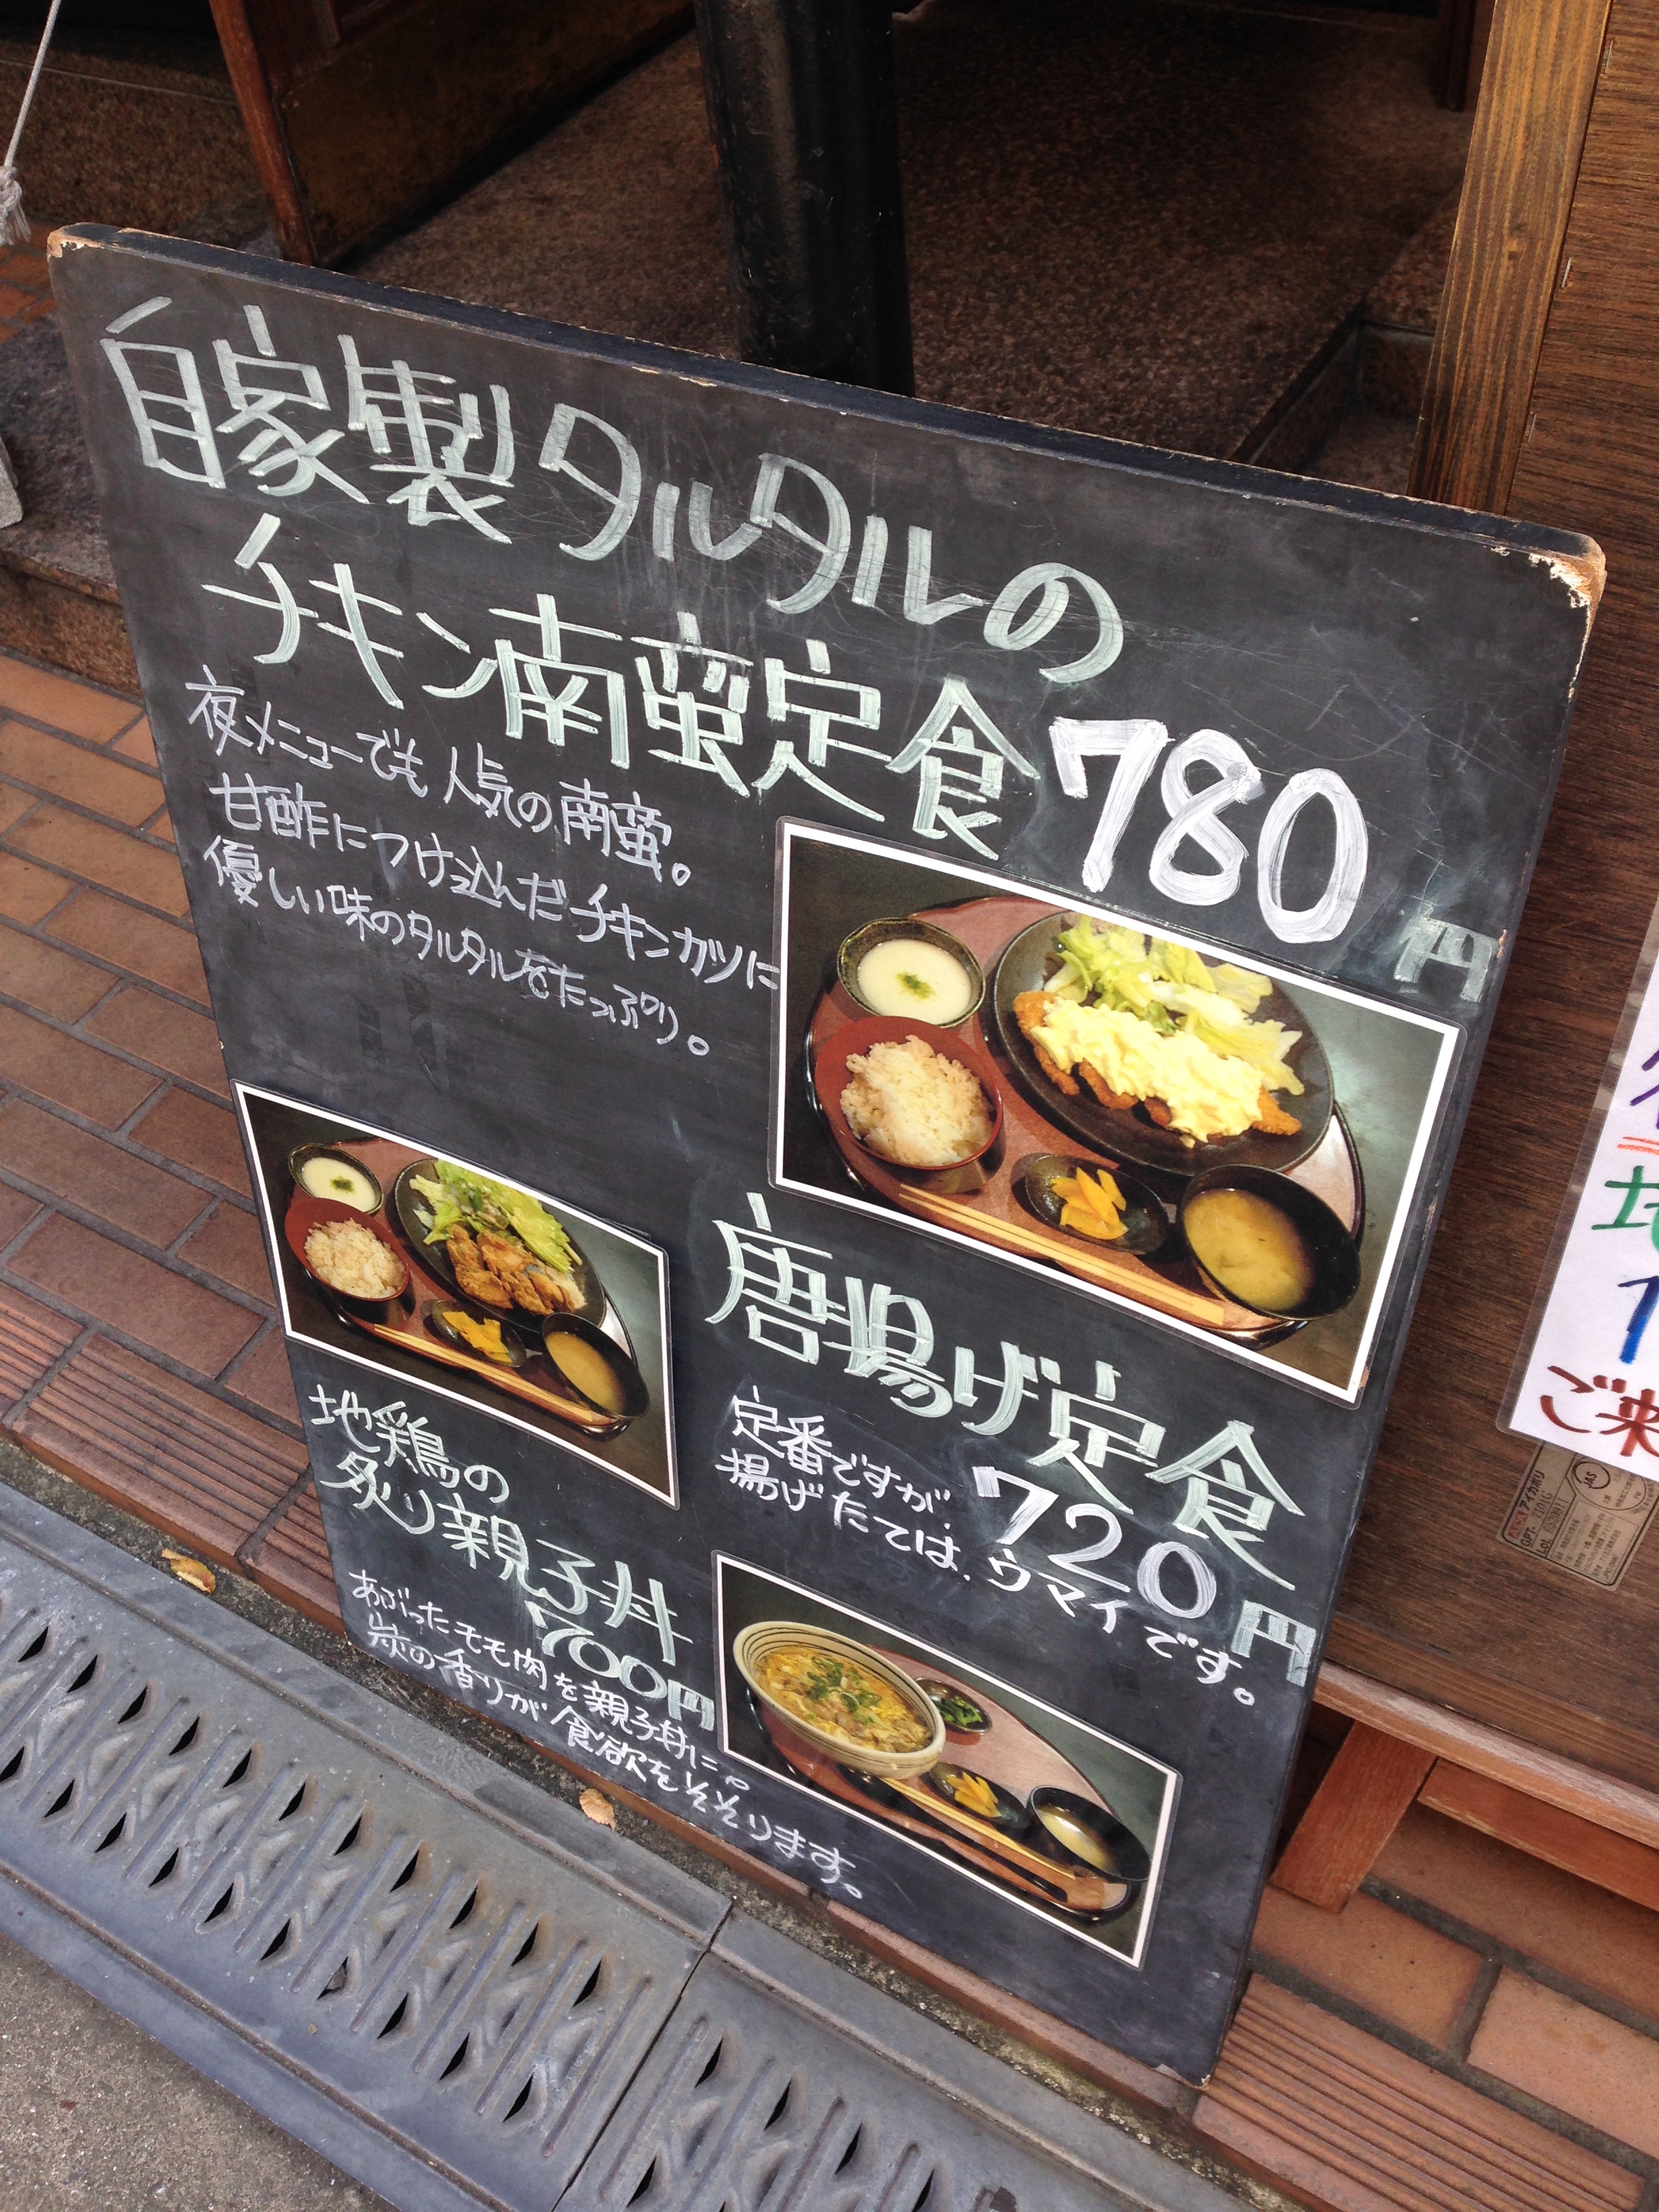 自家製タルタルの
チキン南蛮定食 780円
夜メニューでも人気の南蛮。
甘酢につけ込んだチキンカツに
優しい味のタルタルをたっぷり。
唐揚げ定食
720円
定番ですが、
揚げたては、ウマイです。
地鶏の
炙り親子丼
700円
あぶったモモ肉を親子丼に。
炭の香りが食欲をそそります。
ご来
JAS